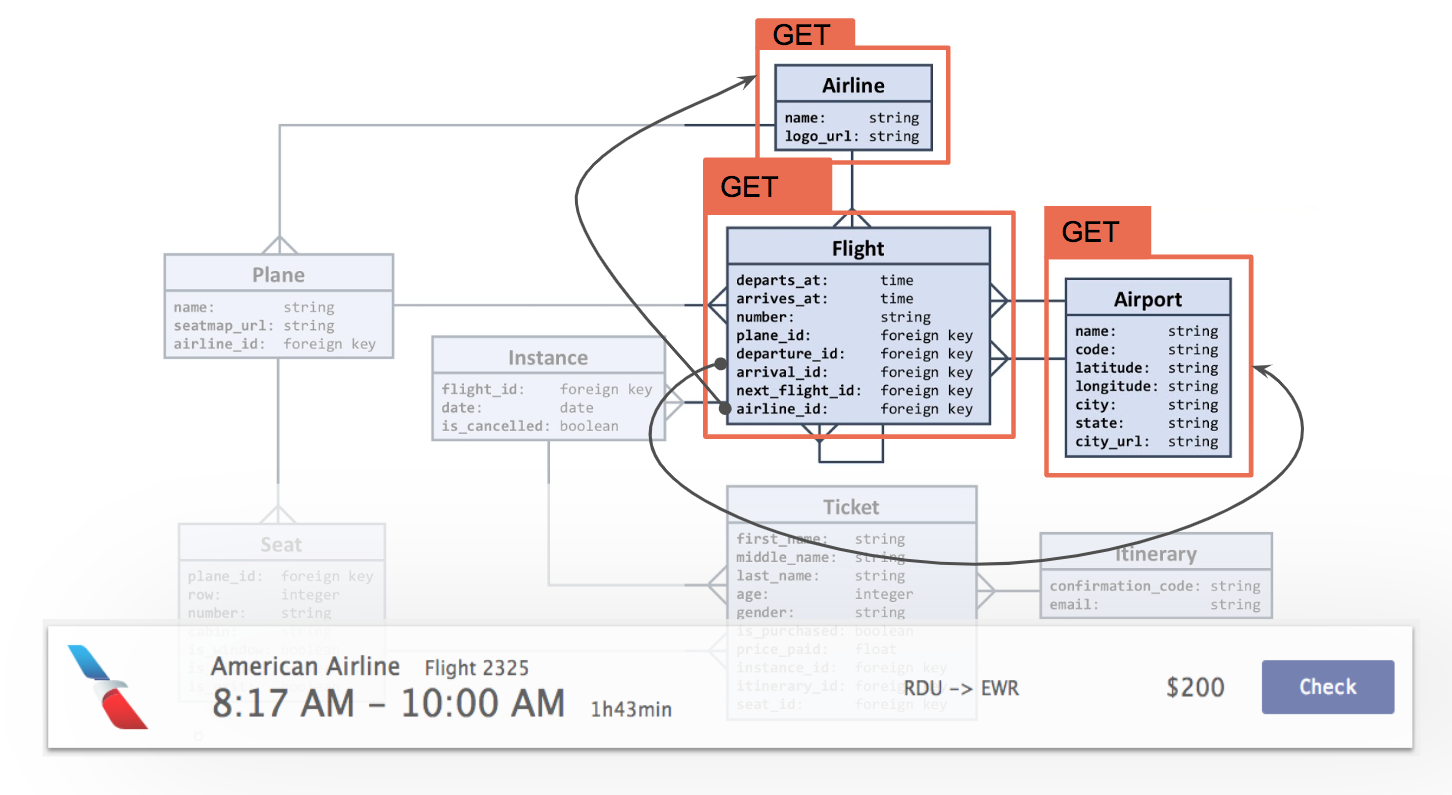 GET
Airline
name: string
logo_url: string
GET
Flight
departs_at: time
arrives_at: time
number: string
plane_id: foreign key
departure_id: foreign key
arrival_id: foreign key
next_flight_id: foreign key
airline_id: foreign key
GET
Airport
name: string
code: string
latitude: string
longitude: string
city: string
state: string
city_url: string
Plane
name: string
seatmap_url: string
airline_id: foreign key
Instance
flight_id: foreign key
date: date
is_cancelled: boolean
Seat
plane_id: foreign key
row: integer
number: string
cabin: string
is_window: boolean
Ticket
first_name: string
middle_name: string
last_name: string
age: integer
gender: string
is_purchased: boolean
price_paid: float
instance_id: foreign key
itinerary_id: foreign key
seat_id: foreign key
Itinerary
confirmation_code: string
email: string
American Airline Flight 2325
8:17 AM – 10:00 AM 1h43min
RDU –> EWR
$200
Check